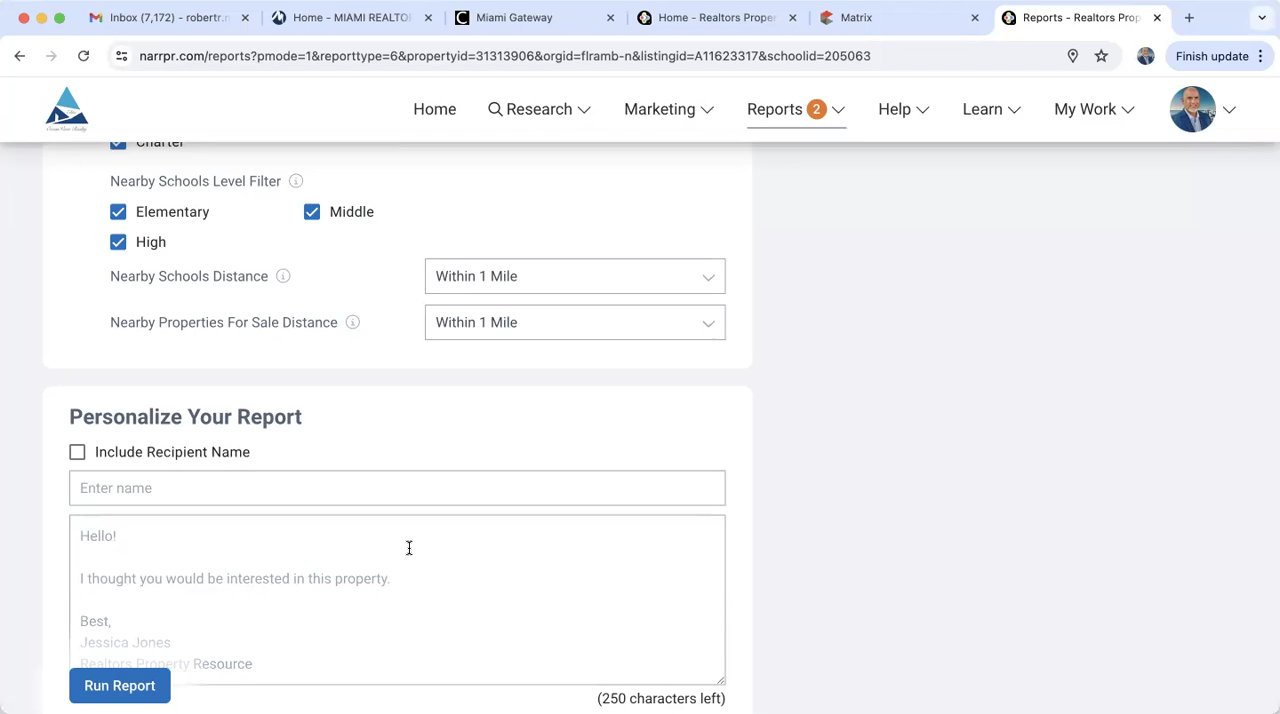 Inbox (7,172) - robertr.n
Home - MIAMI REALTO
Miami Gateway
Home - Realtors Proper
Matrix
Reports - Realtors Prop
narrpr.com/reports?pmode=1&reporttype=6&propertyid=31313906&orgid=flramb-n&listingid=A11623317&schoolid=205063
Finish update
Home
Research
Marketing
Reports 2
Help
Learn
My Work
Charter
Nearby Schools Level Filter
Elementary
Middle
High
Nearby Schools Distance
Within 1 Mile
Nearby Properties For Sale Distance
Within 1 Mile
Personalize Your Report
Include Recipient Name
Enter name
Hello!
I thought you would be interested in this property.
Best,
Jessica Jones
Realtors Property Resource
Run Report
(250 characters left)